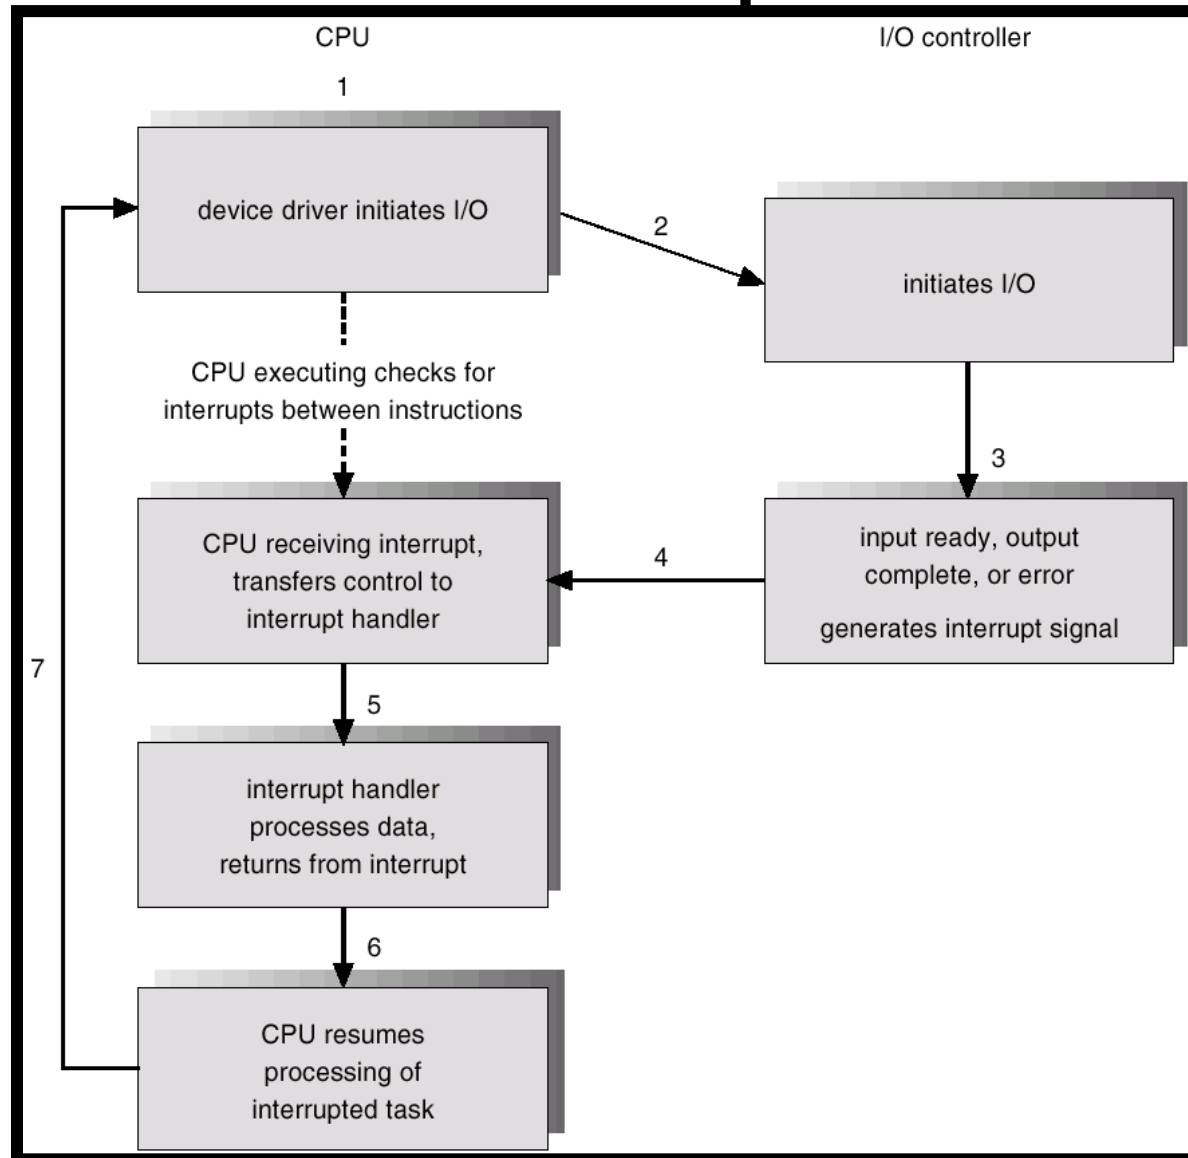 CPU
I/O controller
1
device driver initiates I/O
2
initiates I/O
CPU executing checks for
interrupts between instructions
3
CPU receiving interrupt,
transfers control to
interrupt handler
4
input ready, output
complete, or error
generates interrupt signal
7
5
interrupt handler
processes data,
returns from interrupt
6
CPU resumes
processing of
interrupted task